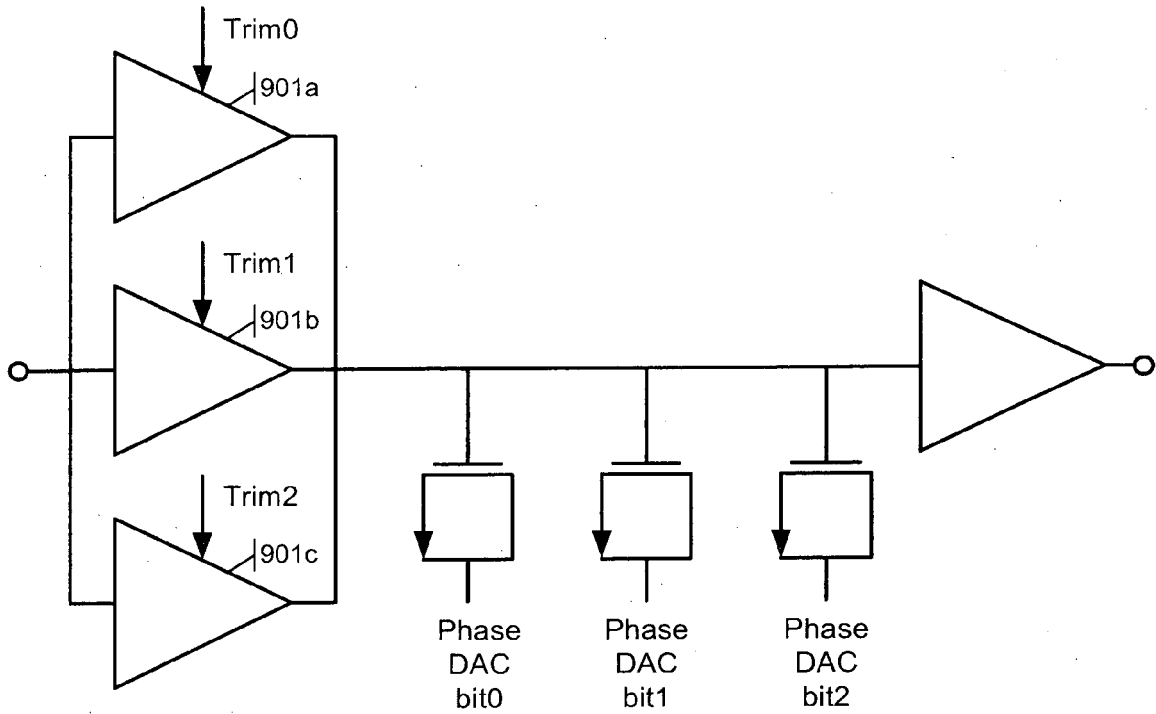 Trim0
901a
Trim1
901b
Trim2
901c
Phase
DAC
bit0
Phase
DAC
bit1
Phase
DAC
bit2